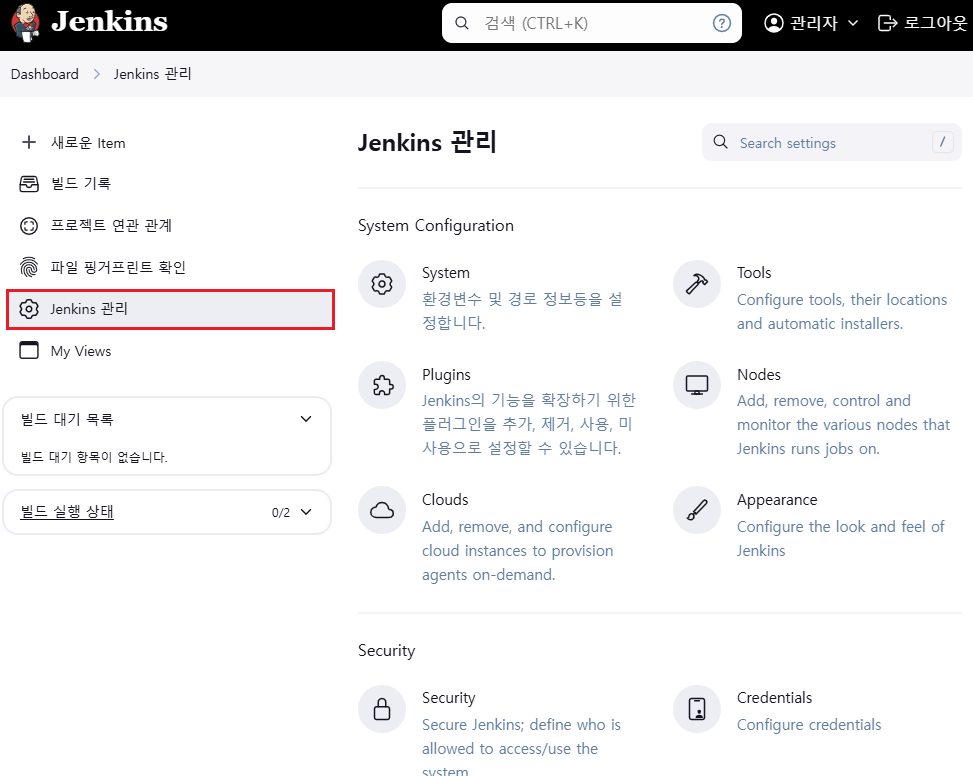 Jenkins
검색 (CTRL+K)
관리자
로그아웃
Dashboard
Jenkins 관리
새로운 Item
빌드 기록
프로젝트 연관 관계
파일 핑거프린트 확인
Jenkins 관리
My Views
빌드 대기 목록
빌드 대기 항목이 없습니다.
빌드 실행 상태
0/2
Jenkins 관리
Search settings
/
System Configuration
System
환경변수 및 경로 정보등을 설
정합니다.
Tools
Configure tools, their locations
and automatic installers.
Plugins
Jenkins의 기능을 확장하기 위한
플러그인을 추가, 제거, 사용, 미
사용으로 설정할 수 있습니다.
Nodes
Add, remove, control and
monitor the various nodes that
Jenkins runs jobs on.
Clouds
Add, remove, and configure
cloud instances to provision
agents on-demand.
Appearance
Configure the look and feel of
Jenkins
Security
Security
Secure Jenkins; define who is
allowed to access/use the
system.
Credentials
Configure credentials